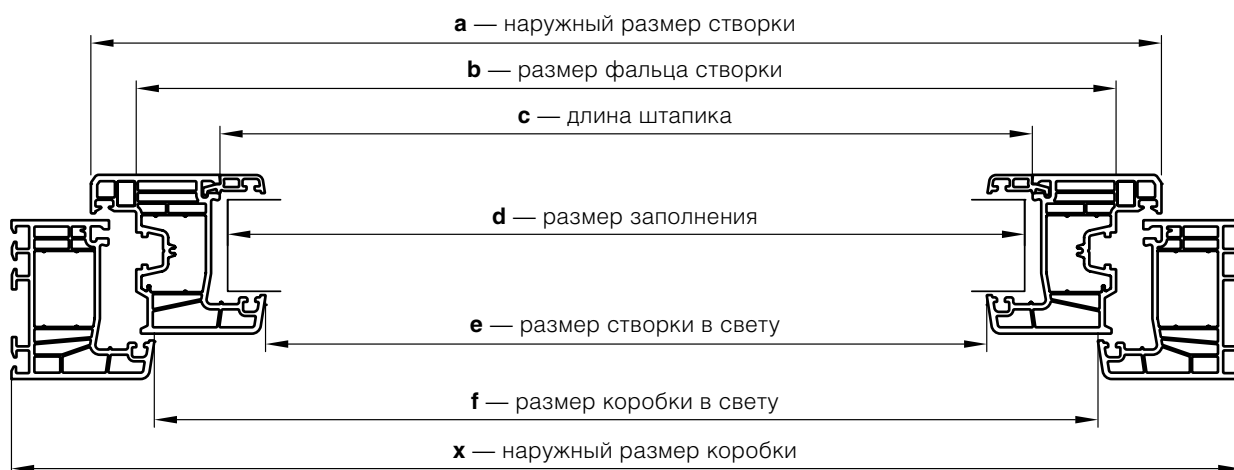 a — наружный размер створки
b — размер фальца створки
c — длина штапика
d — размер заполнения
e — размер створки в свету
f — размер коробки в свету
x — наружный размер коробки